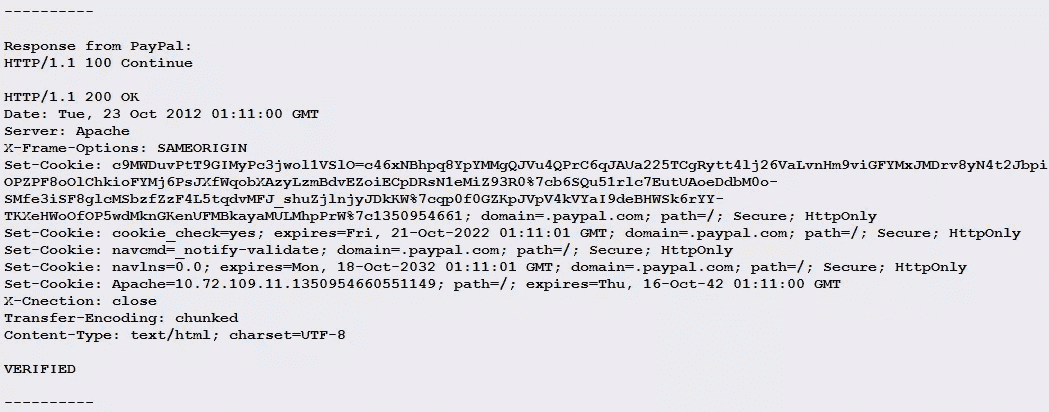 ----------
Response from PayPal:
HTTP/1.1 100 Continue
HTTP/1.1 200 OK
Date: Tue, 23 Oct 2012 01:11:00 GMT
Server: Apache
X-Frame-Options: SAMEORIGIN
Set-Cookie: c9MWDuvPtT9GIMyPc3jwol1VSlO=c46xNBhpq8YpYMMgQJVu4QPrC6qJAUa225TCgRytt4lj26VaLvnHm9viGFYMxJMDrv8yN4t2Jbpi
OPZPF8oOlChkioFYMj6PsJXfWqobXAzyLzmBdvEZoiECpDRsN1eMiZ93R0%7cb6SQu51rlc7EutUAoeDdbM0o-
SMfe3iSF8glcMSbzfZzF4L5tqdvMFJ_shuZjlnjyJDkKW%7cqp0f0GZKpJVpV4kVYaI9deBHWSk6rYY-
TKXeHWoOfOP5wdMknGKenUFMBkayaMULMhpPrW%7c1350954661; domain=.paypal.com; path=/; Secure; HttpOnly
Set-Cookie: cookie_check=yes; expires=Fri, 21-Oct-2022 01:11:01 GMT; domain=.paypal.com; path=/; Secure; HttpOnly
Set-Cookie: navcmd=_notify-validate; domain=.paypal.com; path=/; Secure; HttpOnly
Set-Cookie: navlns=0.0; expires=Mon, 18-Oct-2032 01:11:01 GMT; domain=.paypal.com; path=/; Secure; HttpOnly
Set-Cookie: Apache=10.72.109.11.1350954660551149; path=/; expires=Thu, 16-Oct-42 01:11:00 GMT
X-Cnection: close
Transfer-Encoding: chunked
Content-Type: text/html; charset=UTF-8
VERIFIED
----------